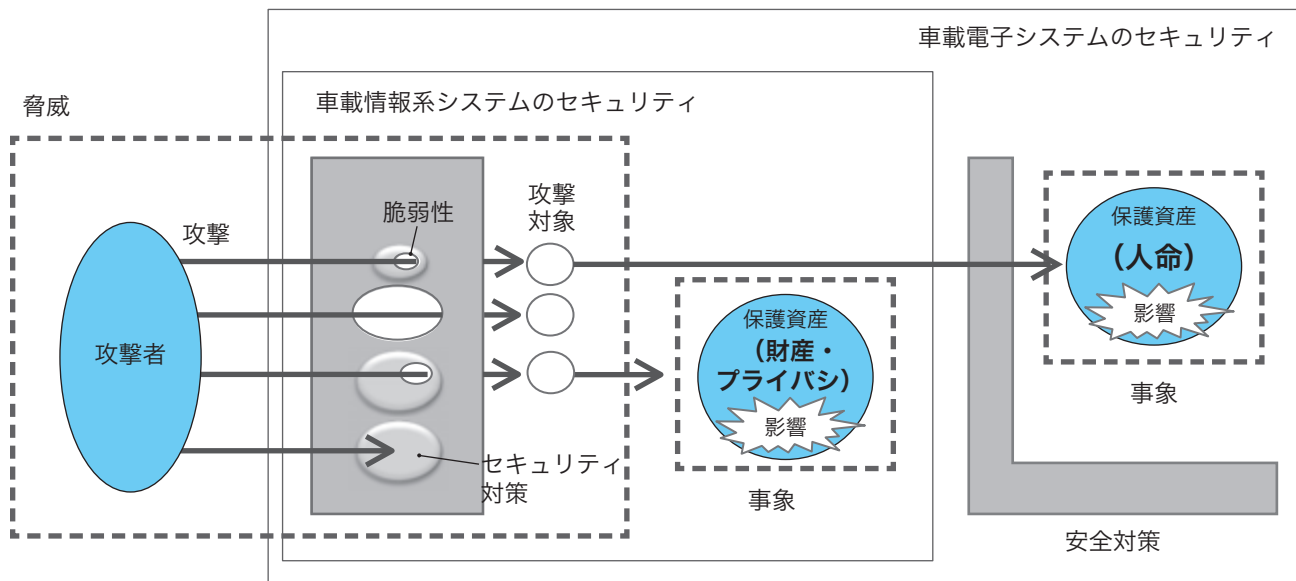 車載電子システムのセキュリティ
車載情報系システムのセキュリティ
脅威
攻撃者
攻撃
脆弱性
攻撃
対象
セキュリティ
対策
保護資産
（財産・
プライバシ）
影響
事象
保護資産
（人命）
影響
事象
安全対策